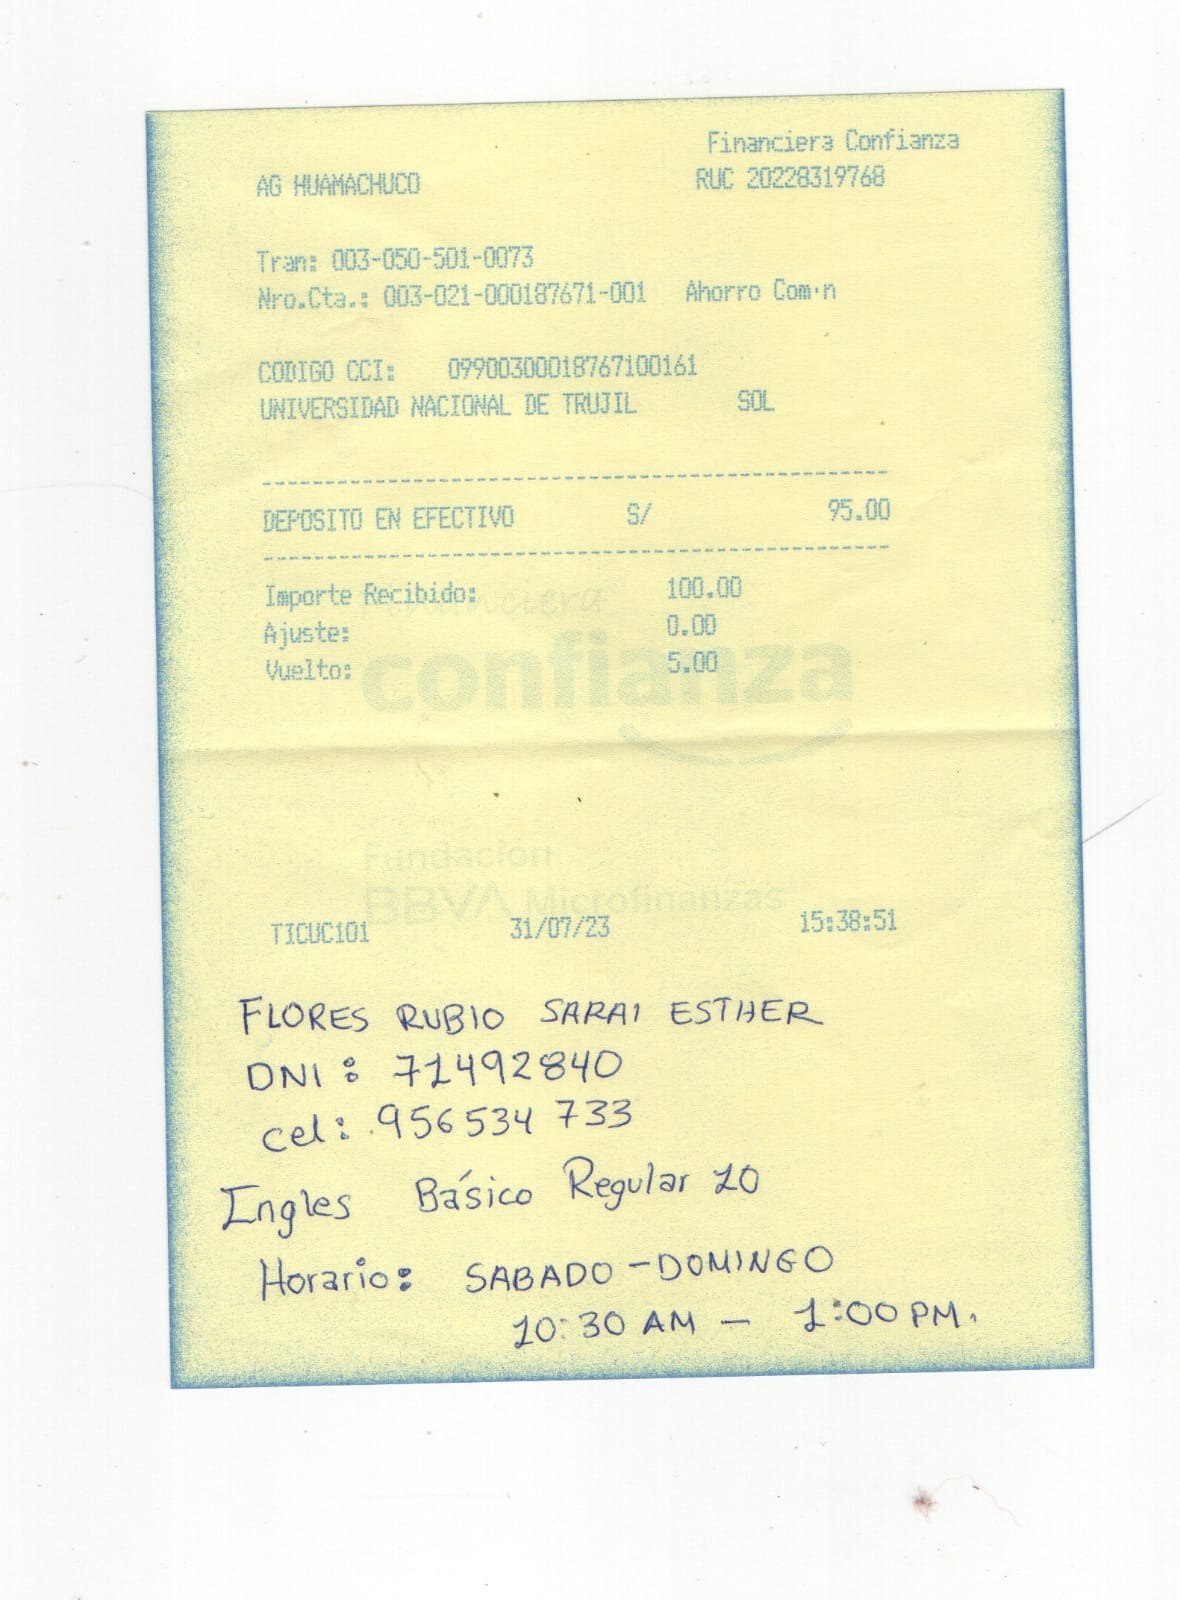 Financiera Confianza
AG HUAMACHUCO RUC 20228319768
Tran: 003-050-501-0073
Nro.Cta.: 003-021-000187671-001 Ahorro Com·n
CODIGO CCI: 09900300018767100161
UNIVERSIDAD NACIONAL DE TRUJIL SOL
DEPOSITO EN EFECTIVO S/ 95.00
Importe Recibido: 100.00
Ajuste: 0.00
Vuelto: 5.00
Financiera
confianza
Fundación
BBVA Microfinanzas
TICUC101 31/07/23 15:38:51
FLORES RUBIO SARAI ESTHER
DNI: 71492840
cel: 956534 733
Ingles Básico Regular 10
Horario: SABADO - DOMINGO
10:30 AM - 1:00 PM.